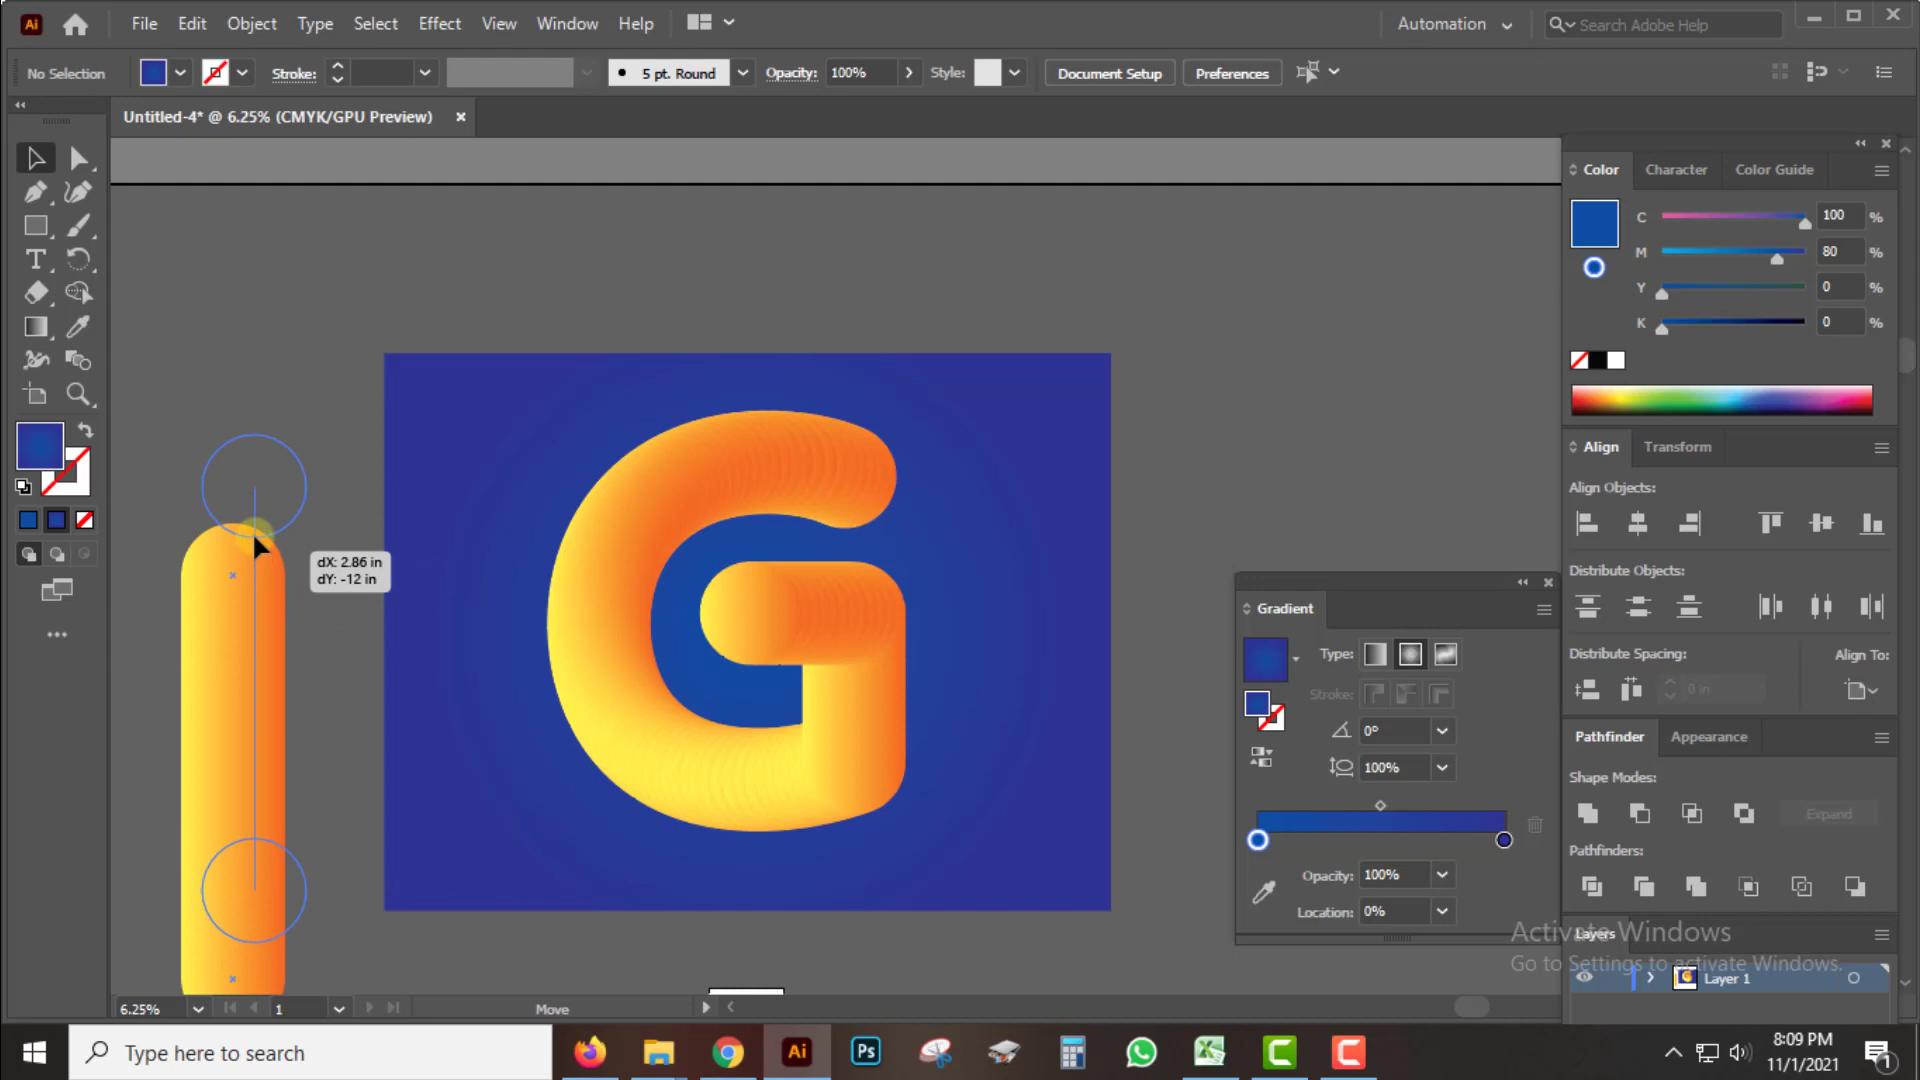 Ai File Edit Object Type Select Effect View Window Help Automation Search Adobe Help
No Selection Stroke: 5 pt. Round Opacity: 100% Style: Document Setup Preferences
Untitled-4* @ 6.25% (CMYK/GPU Preview)
Color Character Color Guide
C 100 %
M 80 %
Y 0 %
K 0 %
Align Transform
Align Objects:
Distribute Objects:
Distribute Spacing: Align To:
0 in
Pathfinder Appearance
Shape Modes:
Expand
Pathfinders:
Layers
Layer 1
dX: 2.86 in
dY: -12 in
G
Gradient
Type:
Stroke:
0°
100%
Opacity: 100%
Location: 0%
Activate Windows
Go to Settings to activate Windows.
6.25% 1 Move
Type here to search
Ai Ps
8:09 PM
11/1/2021
1